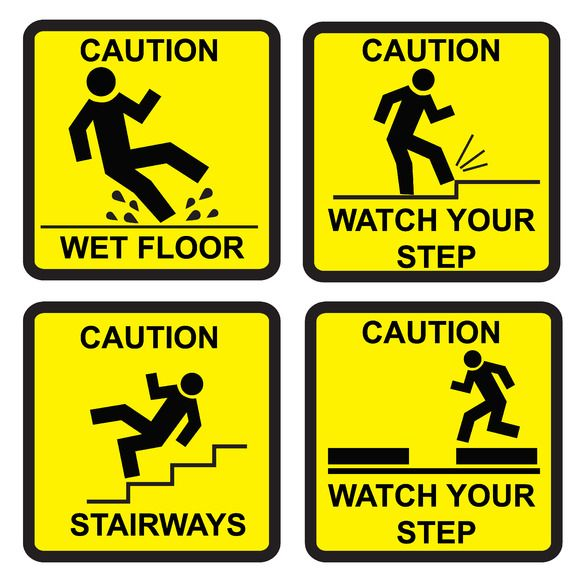 CAUTION
WET FLOOR
CAUTION
WATCH YOUR
STEP
CAUTION
STAIRWAYS
CAUTION
WATCH YOUR
STEP